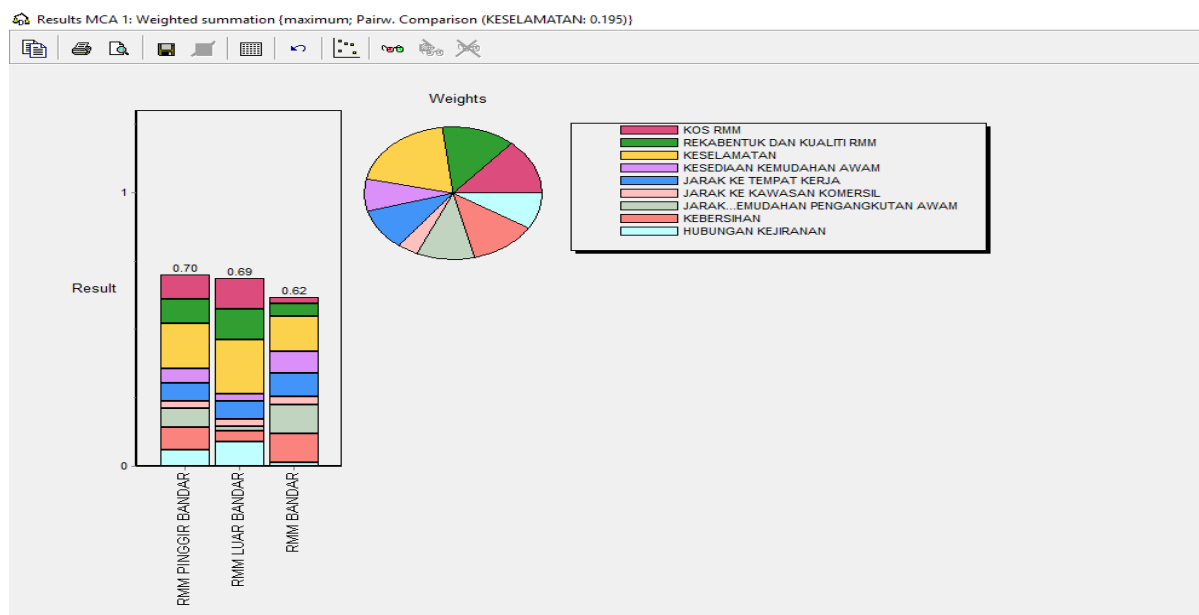 Results MCA 1: Weighted summation {maximum; Pairw. Comparison (KESELAMATAN: 0.195)}
Weights
KOS RMM
REKABENTUK DAN KUALITI RMM
KESELAMATAN
KESEDIAAN KEMUDAHAN AWAM
JARAK KE TEMPAT KERJA
JARAK KE KAWASAN KOMERSIL
JARAK...EMUDAHAN PENGANGKUTAN AWAM
KEBERSIHAN
HUBUNGAN KEJIRANAN
1
Result
0.70
0.69
0.62
0
RMM PINGGIR BANDAR
RMM LUAR BANDAR
RMM BANDAR